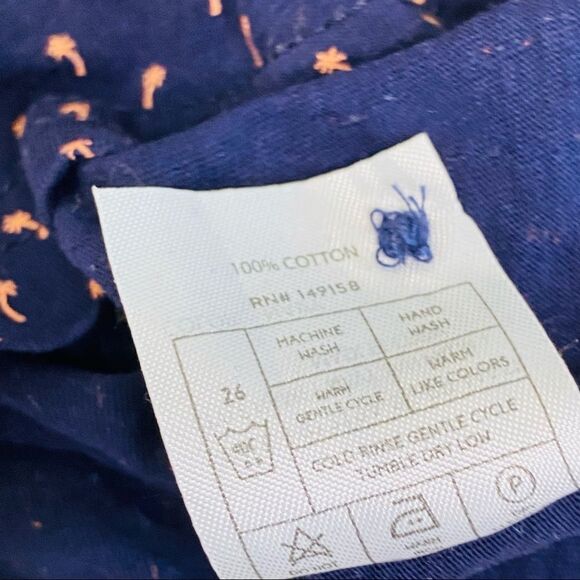 100% COTTON
RN# 149158
26
MACHINE
WASH
HAND
WASH
WARM
GENTLE CYCLE
WARM
LIKE COLORS
COLD RINSE GENTLE CYCLE
TUMBLE DRY LOW
P